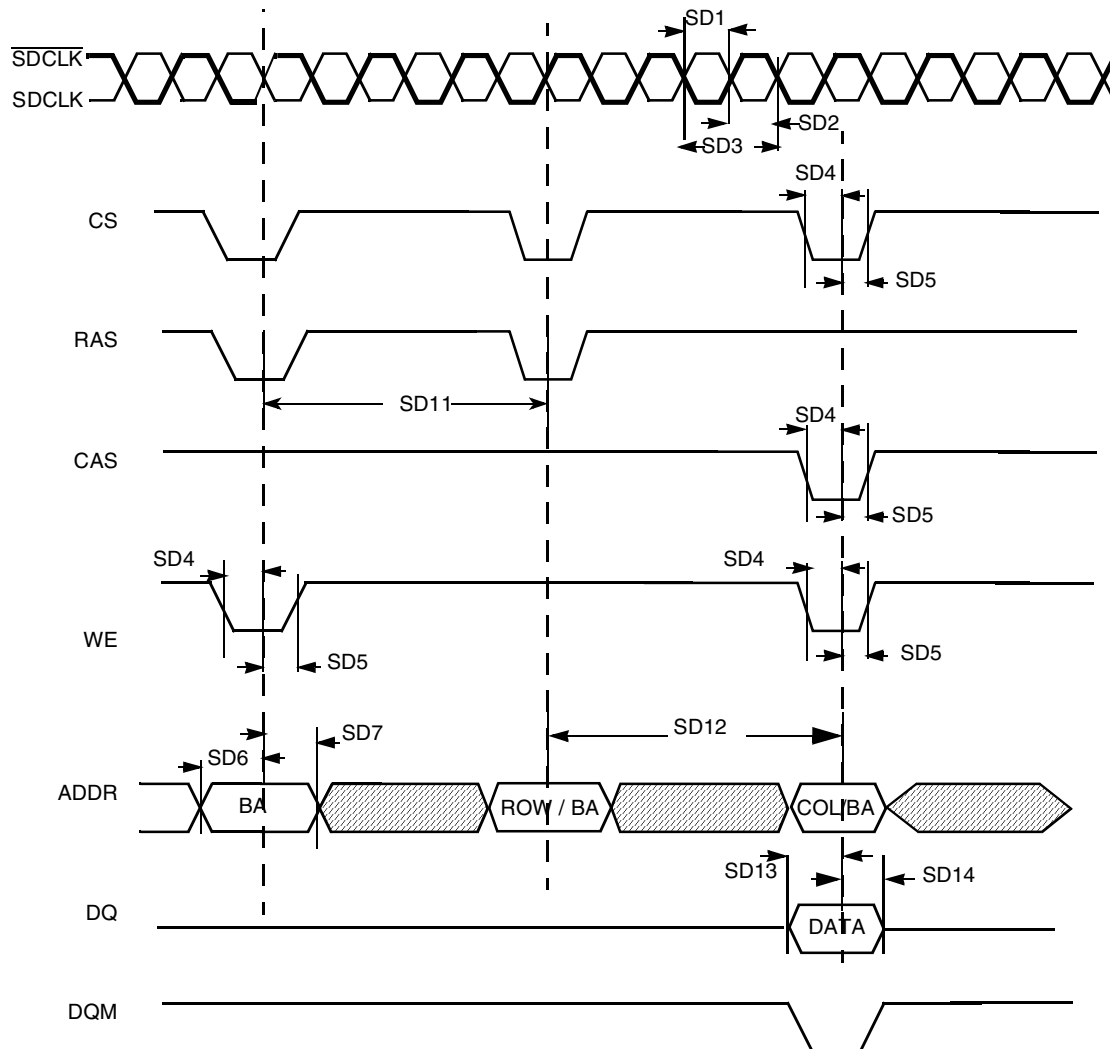 SD1
SDCLK
SDCLK
SD2
SD3
SD4
CS
SD5
RAS
SD11
SD4
CAS
SD5
SD4
SD4
WE
SD5
SD5
SD12
SD7
SD6
ADDR
BA
ROW / BA
COL/BA
SD13
SD14
DQ
DATA
DQM